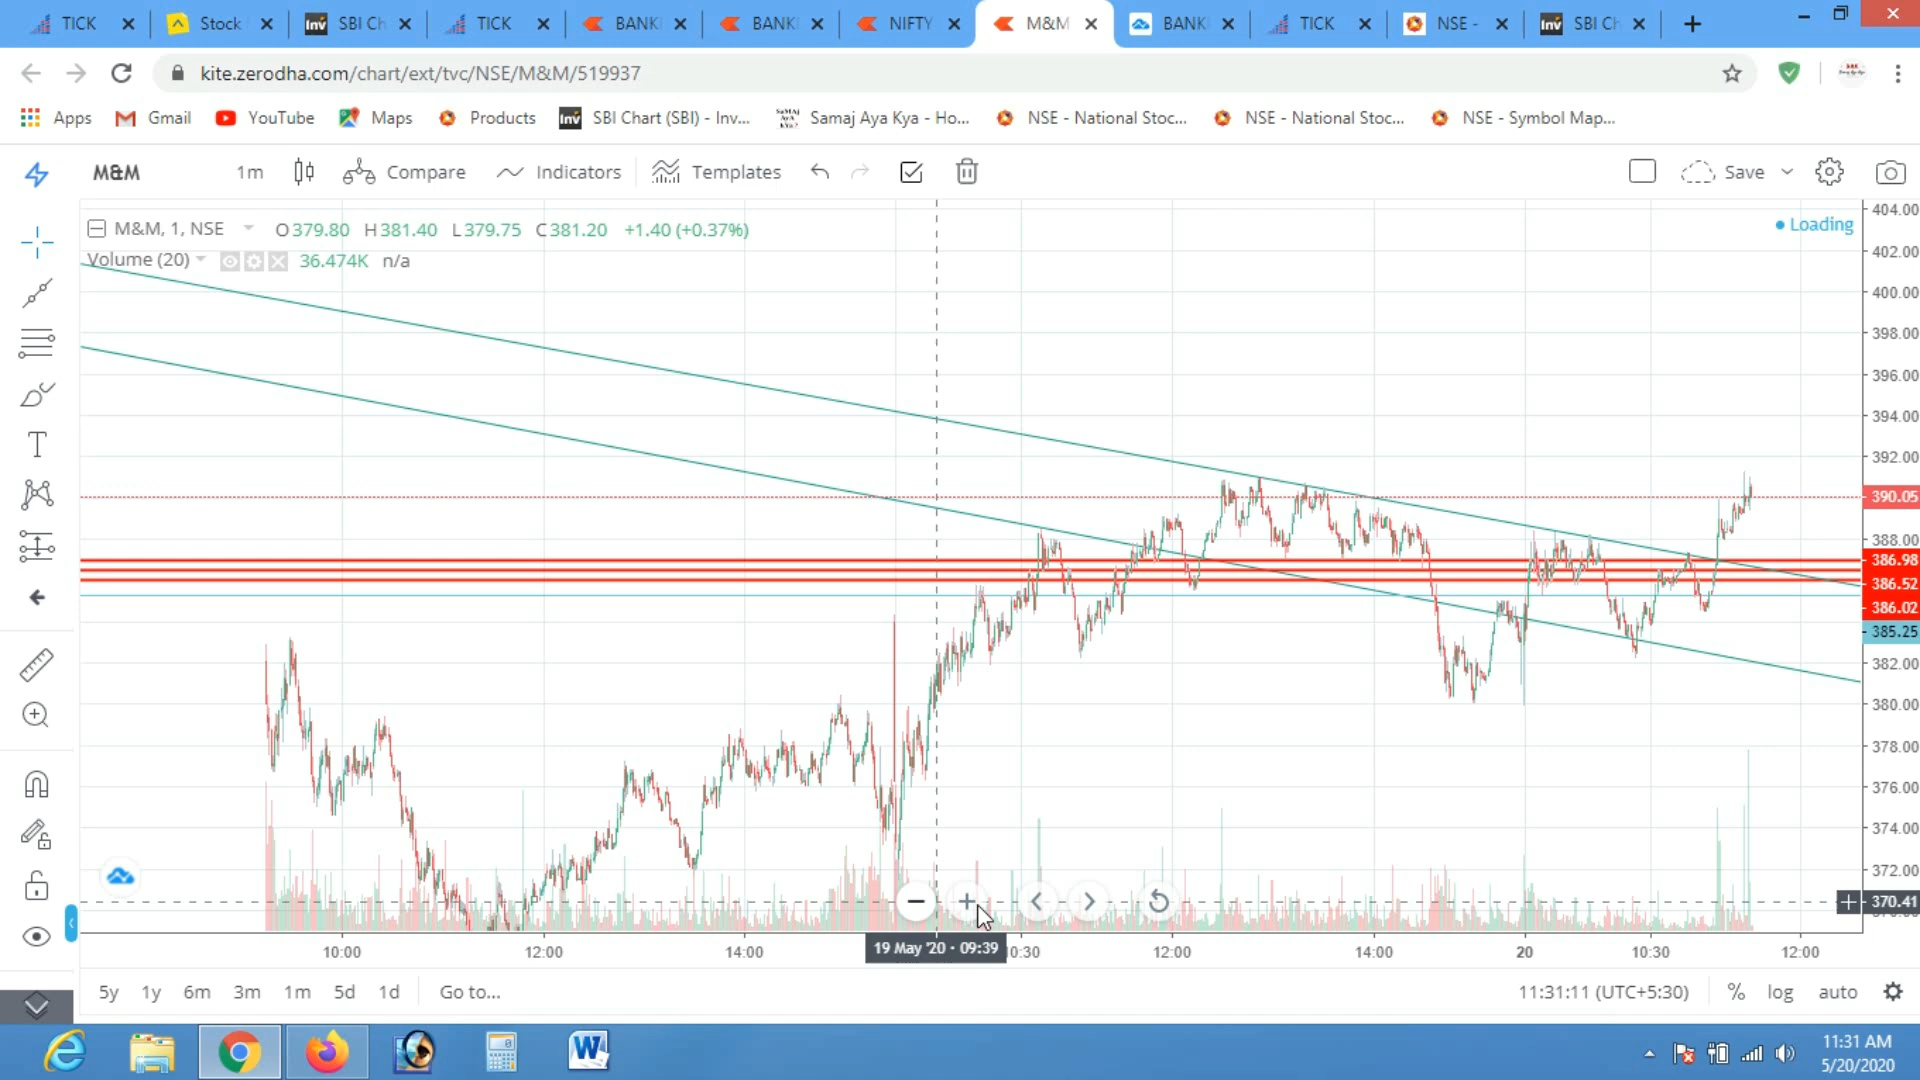 TICK
Stock
SBI Ch
TICK
BANK
BANK
NIFTY
M&M
BANK
TICK
NSE -
SBI Ch
kite.zerodha.com/chart/ext/tvc/NSE/M&M/519937
Apps
Gmail
YouTube
Maps
Products
SBI Chart (SBI) - Inv...
Samaj Aya Kya - Ho...
NSE - National Stoc...
NSE - National Stoc...
NSE - Symbol Map...
M&M
1m
Compare
Indicators
Templates
Save
M&M, 1, NSE O379.80 H381.40 L379.75 C381.20 +1.40 (+0.37%)
Loading
Volume (20) 36.474K n/a
404.00
402.00
400.00
398.00
396.00
394.00
392.00
390.05
388.00
386.98
386.52
386.02
385.25
382.00
380.00
378.00
376.00
374.00
372.00
370.41
10:00
12:00
14:00
19 May '20 · 09:39
0:30
12:00
14:00
20
10:30
12:00
5y
1y
6m
3m
1m
5d
1d
Go to...
11:31:11 (UTC+5:30)
%
log
auto
11:31 AM
5/20/2020